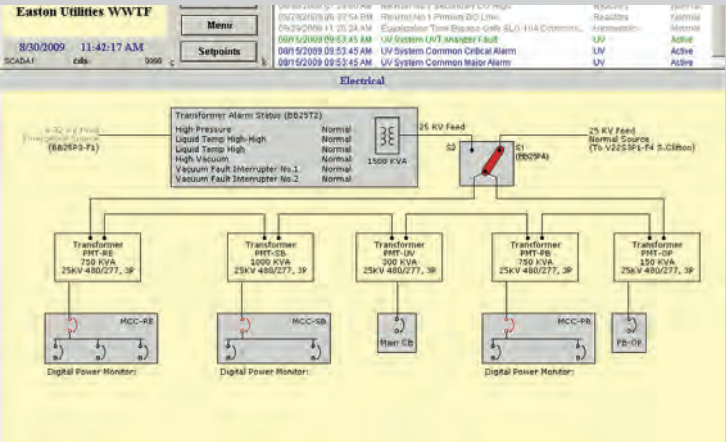 Easton Utilities WWTF
8/30/2009 11:42:17 AM
SCADA1 cds 9998
Menu
Setpoints
UV System UVT Analyzer Fault UV Active
08/15/2009 09:53:45 AM UV System Common Critical Alarm UV Active
08/15/2009 09:53:45 AM UV System Common Major Alarm UV Active
Electrical
(BB25P3-F1)
Transformer Alarm Status (BB25T2)
High Pressure Normal
Liquid Temp High-High Normal
Liquid Temp High Normal
High Vacuum Normal
Vacuum Fault Interrupter No.1 Normal
Vacuum Fault Interrupter No.2 Normal
1500 KVA
25 KV Feed
S2
S1
(BB25P4)
25 KV Feed
Normal Source
(To V22S3P1-F4 S.Clifton)
Transformer
PMT-RE
750 KVA
25KV 480/277, 3P
Transformer
PMT-SB
1000 KVA
25KV 480/277, 3P
Transformer
PMT-UV
300 KVA
25KV 480/277, 3P
Transformer
PMT-PB
750 KVA
25KV 480/277, 3P
Transformer
PMT-OP
150 KVA
25KV 480/277, 3P
MCC-RE
MCC-SB
Main CB
MCC-PB
PB-OP
Digital Power Monitor:
Digital Power Monitor:
Digital Power Monitor: